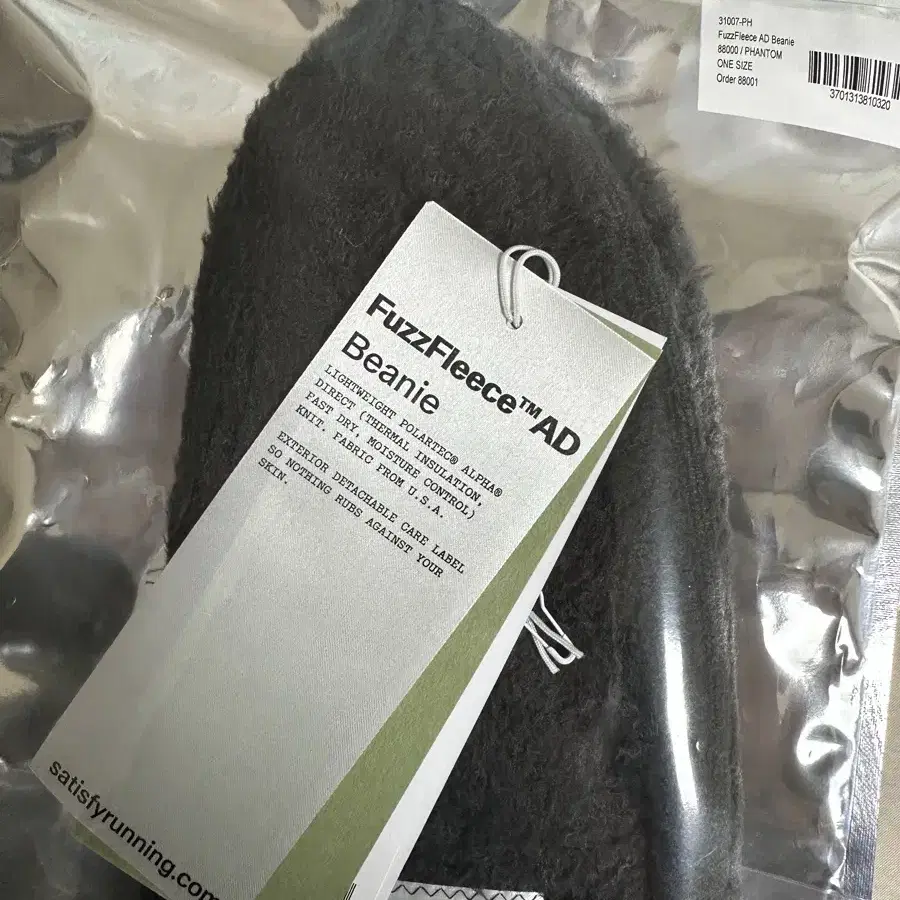 31007-PH
FuzzFleece AD Beanie
88000 / PHANTOM
ONE SIZE
Order 88001
3701313810320
FuzzFleece™ AD
Beanie
LIGHTWEIGHT POLARTEC® ALPHA®
DIRECT (THERMAL INSULATION,
FAST DRY, MOISTURE CONTROL)
KNIT. FABRIC FROM U.S.A.
EXTERIOR DETACHABLE CARE LABEL
SO NOTHING RUBS AGAINST YOUR
SKIN.
satisfyrunning.com